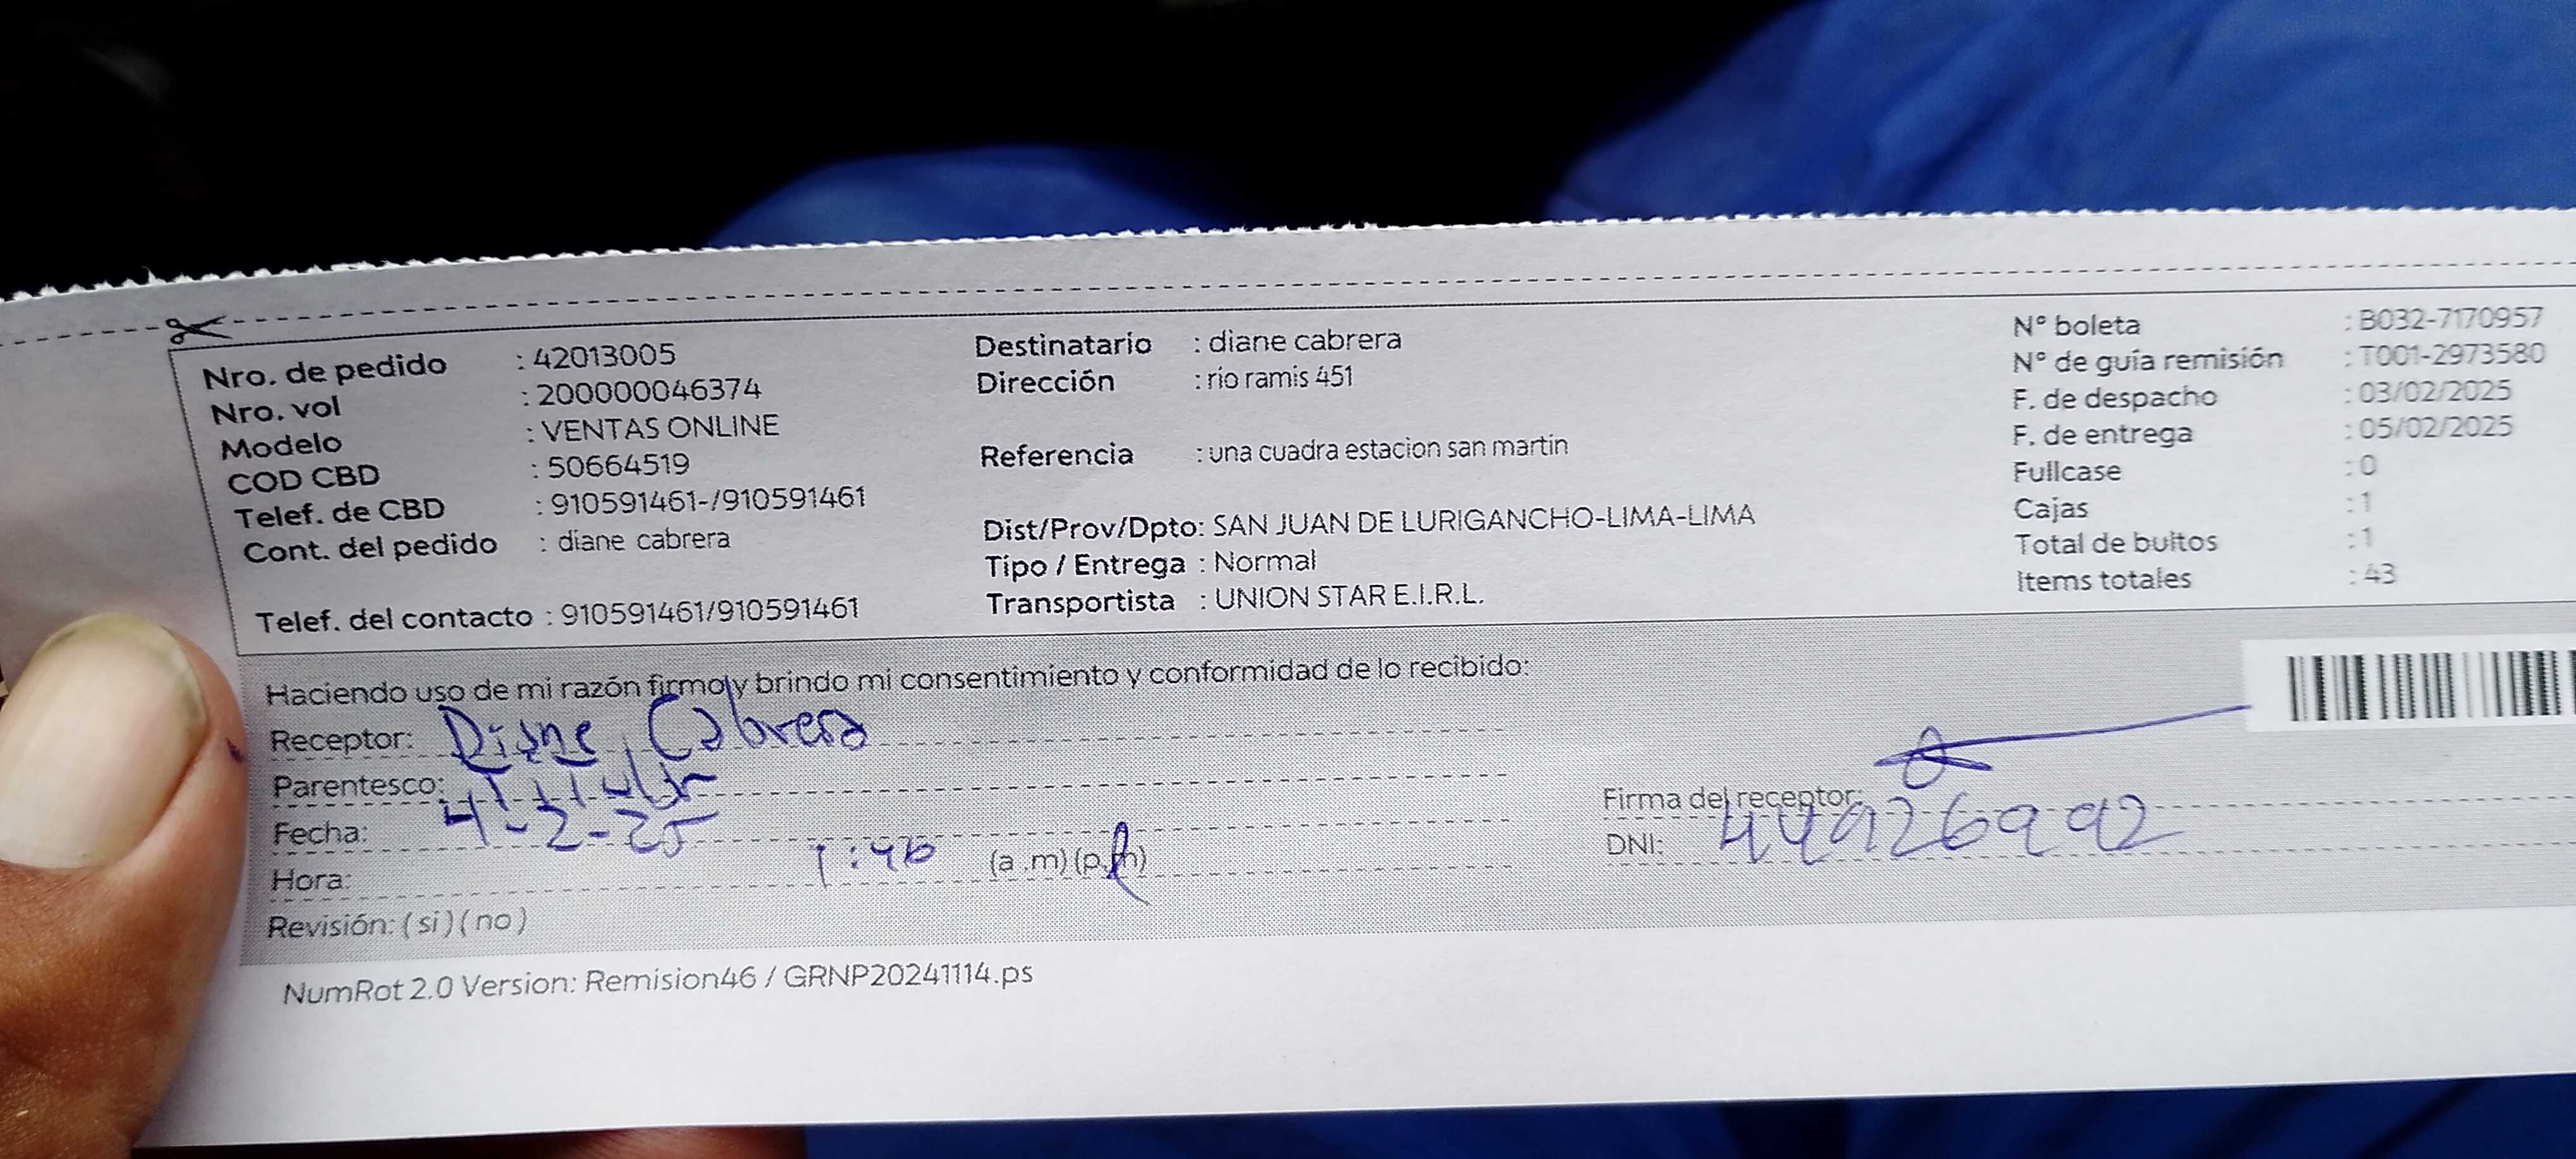 Nro. de pedido : 42013005
Nro. vol : 200000046374
Modelo : VENTAS ONLINE
COD CBD : 50664519
Telef. de CBD : 910591461-/910591461
Cont. del pedido : diane cabrera
Telef. del contacto : 910591461/910591461
Destinatario : diane cabrera
Dirección : rio ramis 451
Referencia : una cuadra estacion san martin
Dist/Prov/Dpto: SAN JUAN DE LURIGANCHO-LIMA-LIMA
Tipo / Entrega : Normal
Transportista : UNION STAR E.I.R.L.
N° boleta : B032-7170957
N° de guía remisión : T001-2973580
F. de despacho : 03/02/2025
F. de entrega : 05/02/2025
Fullcase : 0
Cajas : 1
Total de bultos : 1
Items totales : 43
Haciendo uso de mi razón firmo y brindo mi consentimiento y conformidad de lo recibido:
Receptor: Diane Cabrera
Parentesco: Titular
Fecha: 4-2-25
Hora: (a .m) (p.m)
Revisión: ( si ) ( no )
Firma del receptor:
DNI: 44926992
NumRot 2.0 Version: Remision46 / GRNP20241114.ps